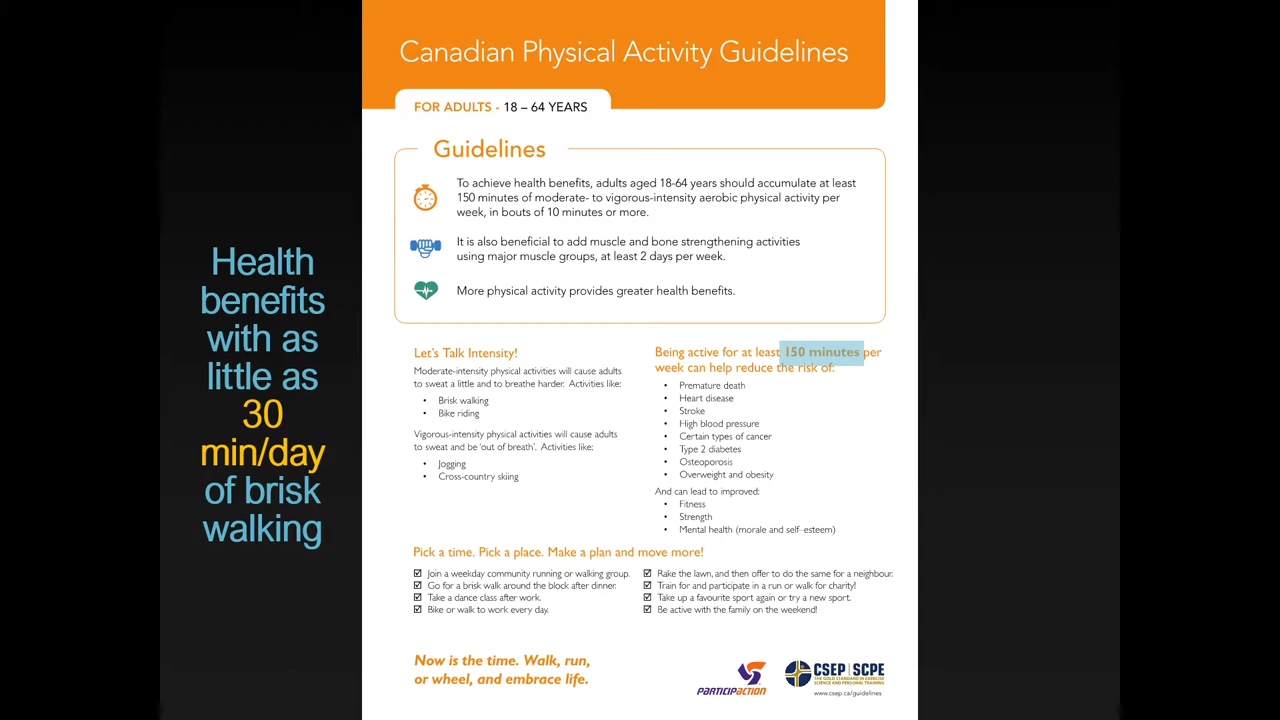 Health
benefits
with as
little as
30
min/day
of brisk
walking
Canadian Physical Activity Guidelines
FOR ADULTS - 18 – 64 YEARS
Guidelines
To achieve health benefits, adults aged 18-64 years should accumulate at least
150 minutes of moderate- to vigorous-intensity aerobic physical activity per
week, in bouts of 10 minutes or more.
It is also beneficial to add muscle and bone strengthening activities
using major muscle groups, at least 2 days per week.
More physical activity provides greater health benefits.
Let's Talk Intensity!
Moderate-intensity physical activities will cause adults
to sweat a little and to breathe harder. Activities like:
• Brisk walking
• Bike riding
Vigorous-intensity physical activities will cause adults
to sweat and be 'out of breath'. Activities like:
• Jogging
• Cross-country skiing
Being active for at least 150 minutes per
week can help reduce the risk of:
• Premature death
• Heart disease
• Stroke
• High blood pressure
• Certain types of cancer
• Type 2 diabetes
• Osteoporosis
• Overweight and obesity
And can lead to improved:
• Fitness
• Strength
• Mental health (morale and self-esteem)
Pick a time. Pick a place. Make a plan and move more!
☑ Join a weekday community running or walking group.
☑ Go for a brisk walk around the block after dinner.
☑ Take a dance class after work.
☑ Bike or walk to work every day.
☑ Rake the lawn, and then offer to do the same for a neighbour.
☑ Train for and participate in a run or walk for charity!
☑ Take up a favourite sport again or try a new sport.
☑ Be active with the family on the weekend!
Now is the time. Walk, run,
or wheel, and embrace life.
PARTICIPACTION
CSEP | SCPE
THE GOLD STANDARD IN EXERCISE
SCIENCE AND PERSONAL TRAINING
www.csep.ca/guidelines